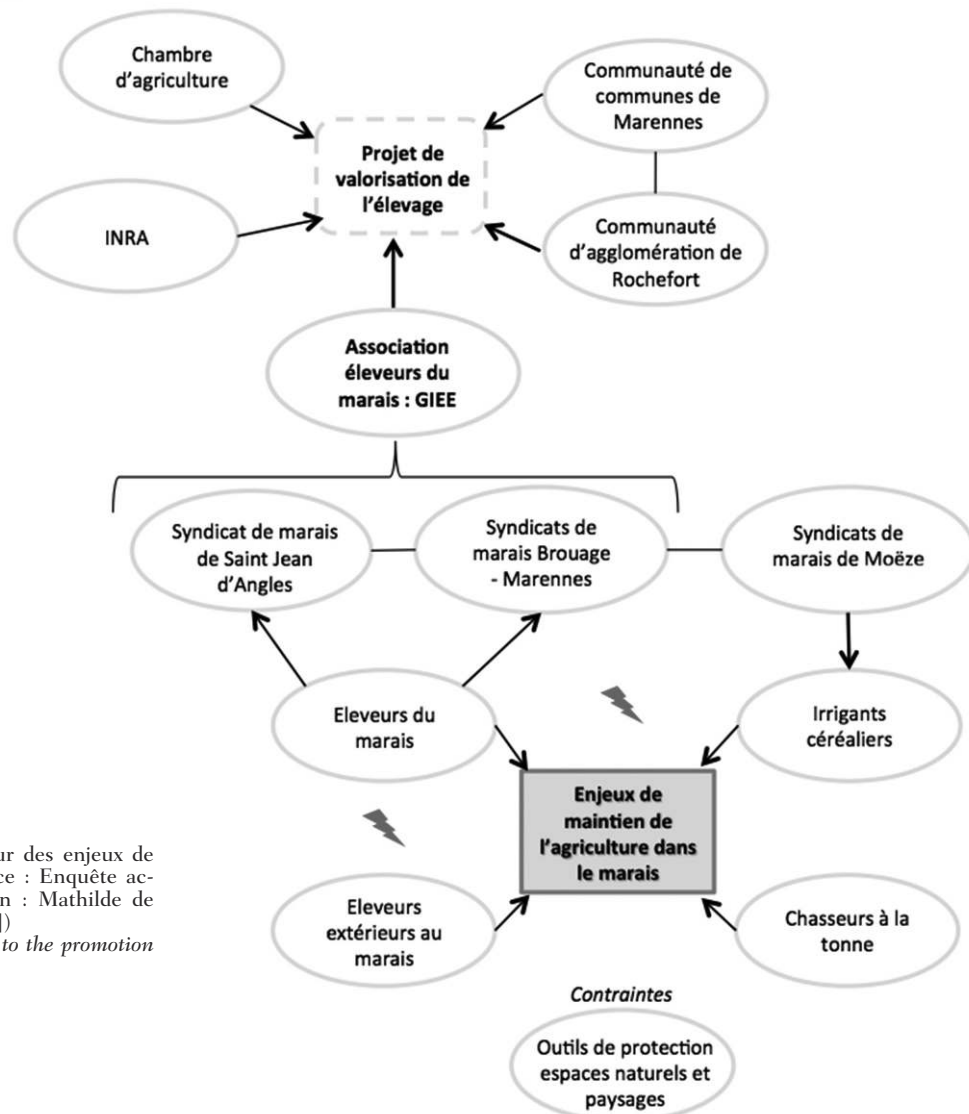 Chambre
d'agriculture
Communauté de
communes de
Marennes
Projet de
valorisation de
l'élevage
INRA
Communauté
d'agglomération de
Rochefort
Association
éleveurs du
marais : GIEE
Syndicat de marais
de Saint Jean
d'Angles
Syndicats de
marais Brouage
- Marennes
Syndicats de
marais de Moëze
Eleveurs du
marais
Irrigants
céréaliers
Enjeux de
maintien de
l'agriculture dans
le marais
ur des enjeux de
ce : Enquête ac-
n : Mathilde de
])
to the promotion
Eleveurs
extérieurs au
marais
Chasseurs à la
tonne
Contraintes
Outils de protection
espaces naturels et
paysages